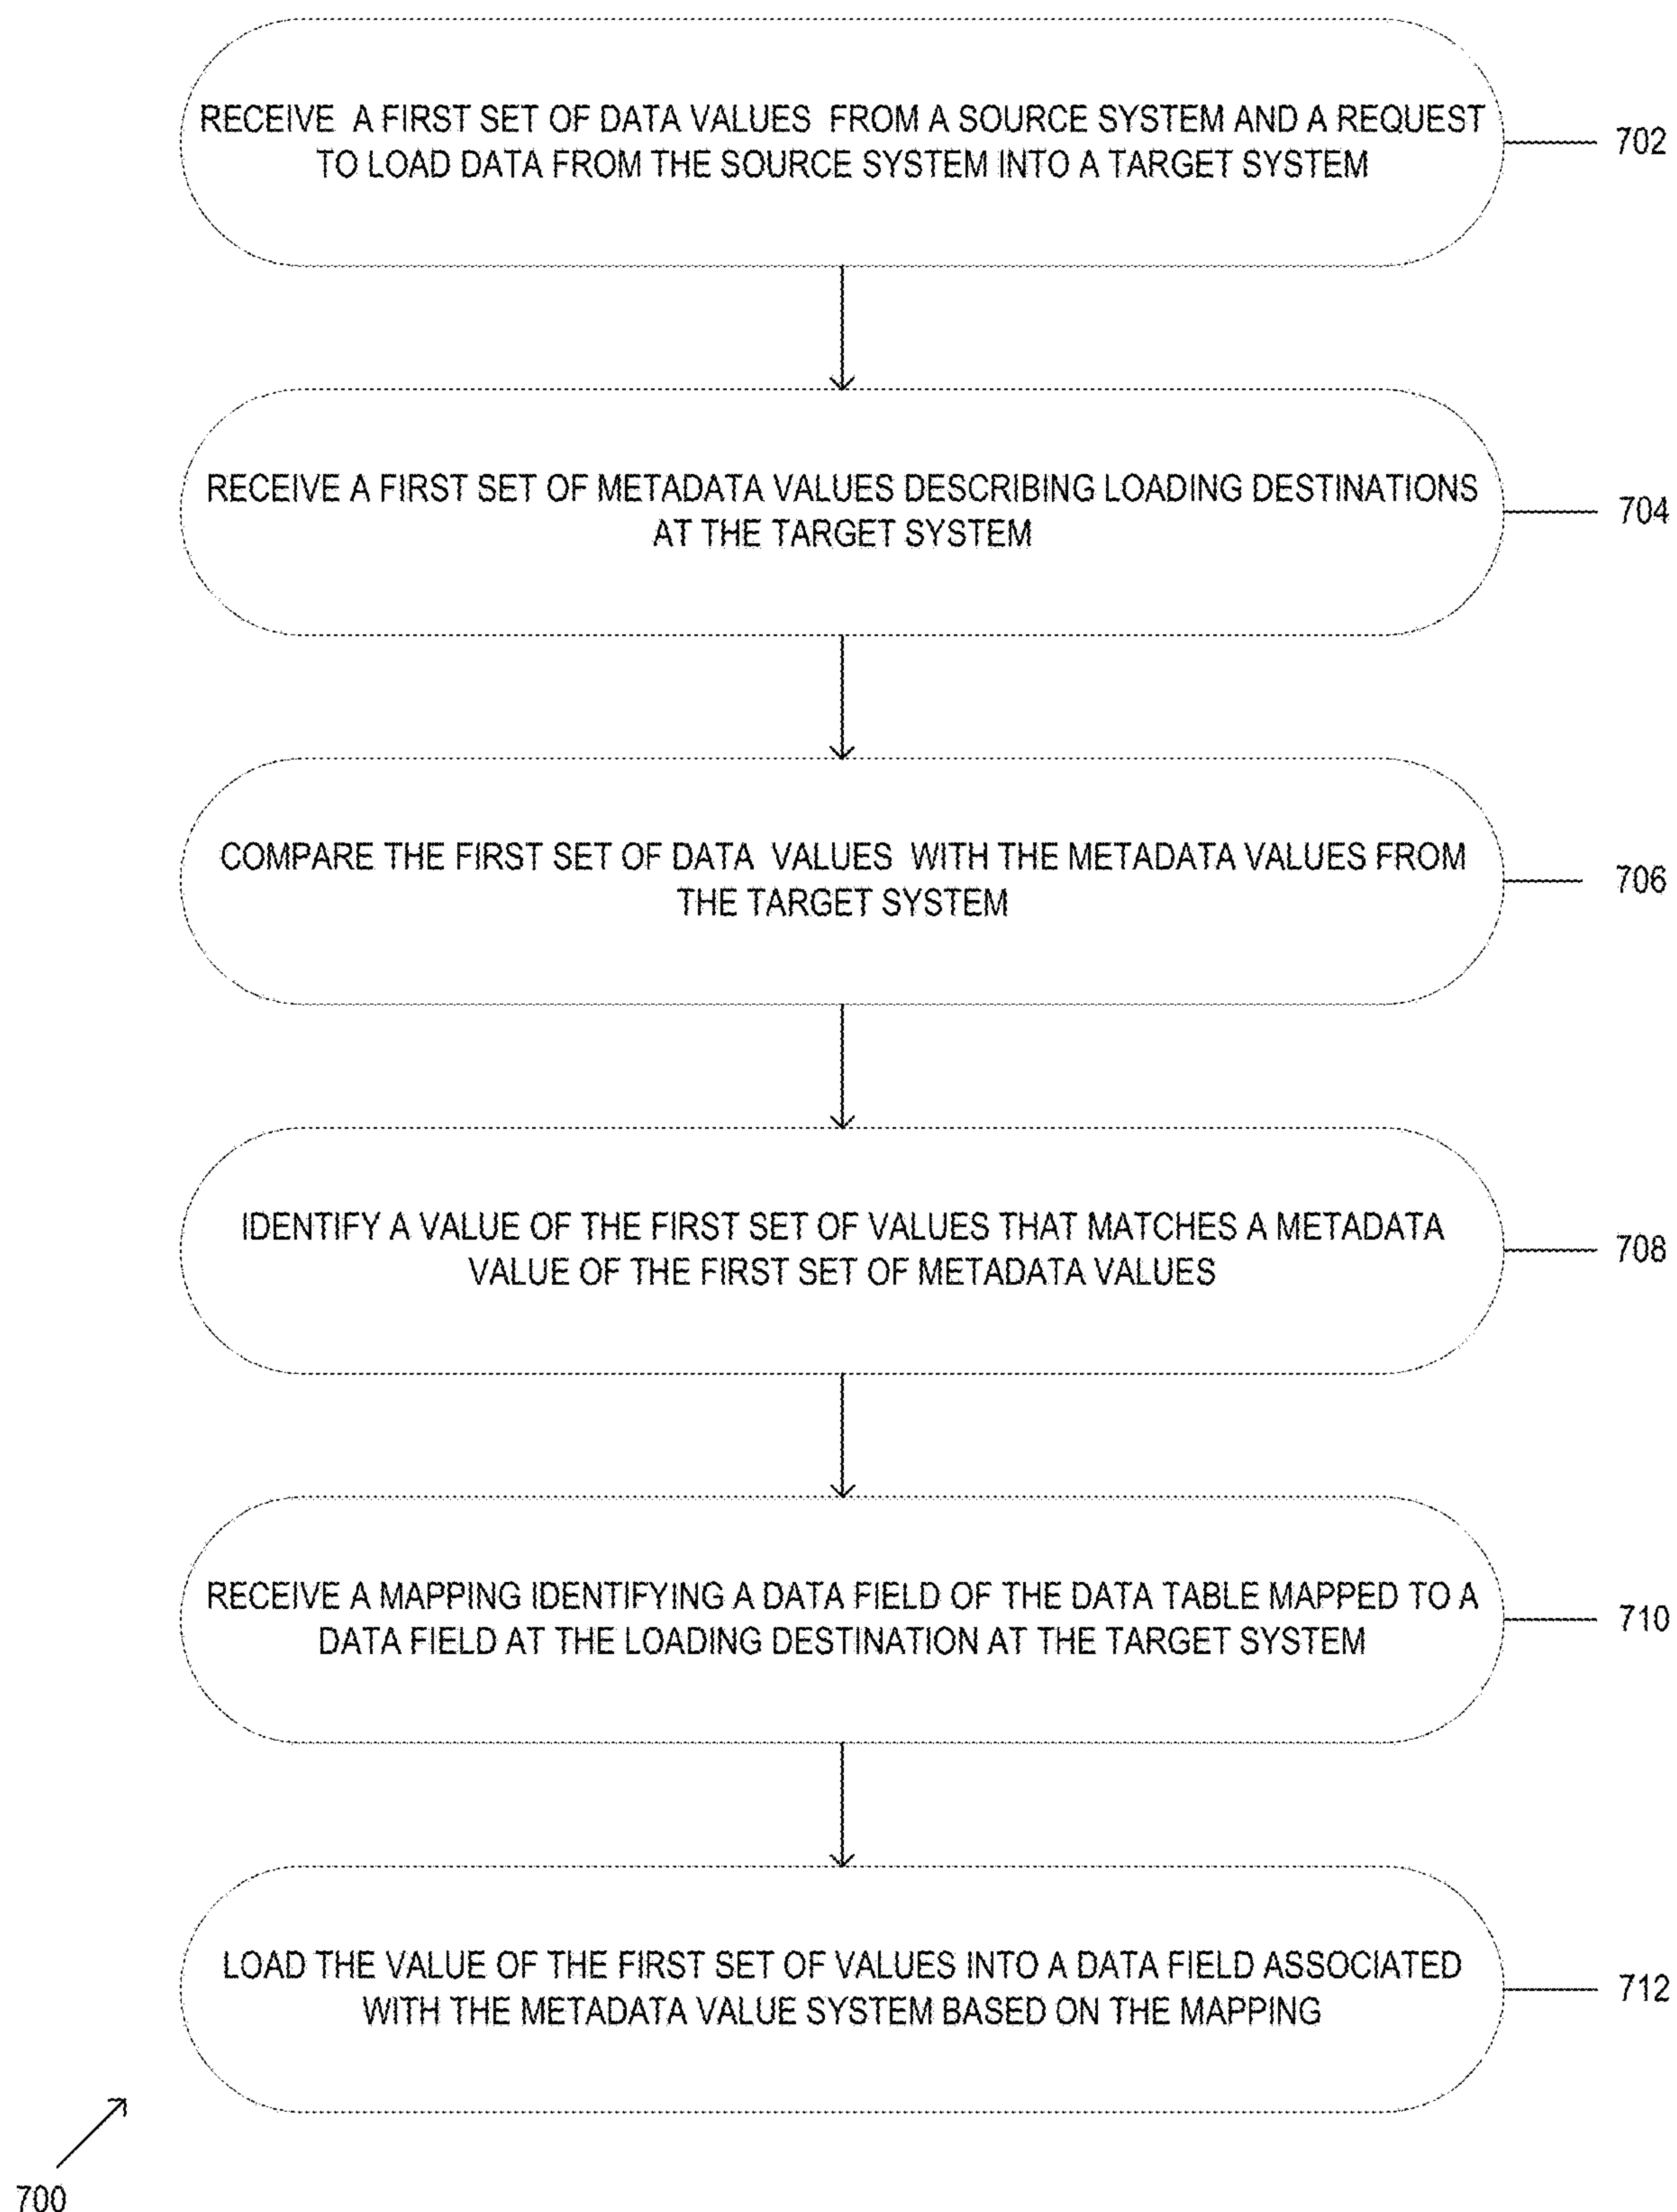 RECEIVE A FIRST SET OF DATA VALUES FROM A SOURCE SYSTEM AND A REQUEST
TO LOAD DATA FROM THE SOURCE SYSTEM INTO A TARGET SYSTEM
702
RECEIVE A FIRST SET OF METADATA VALUES DESCRIBING LOADING DESTINATIONS
AT THE TARGET SYSTEM
704
COMPARE THE FIRST SET OF DATA VALUES WITH THE METADATA VALUES FROM
THE TARGET SYSTEM
706
IDENTIFY A VALUE OF THE FIRST SET OF VALUES THAT MATCHES A METADATA
VALUE OF THE FIRST SET OF METADATA VALUES
708
RECEIVE A MAPPING IDENTIFYING A DATA FIELD OF THE DATA TABLE MAPPED TO A
DATA FIELD AT THE LOADING DESTINATION AT THE TARGET SYSTEM
710
LOAD THE VALUE OF THE FIRST SET OF VALUES INTO A DATA FIELD ASSOCIATED
WITH THE METADATA VALUE SYSTEM BASED ON THE MAPPING
712
700